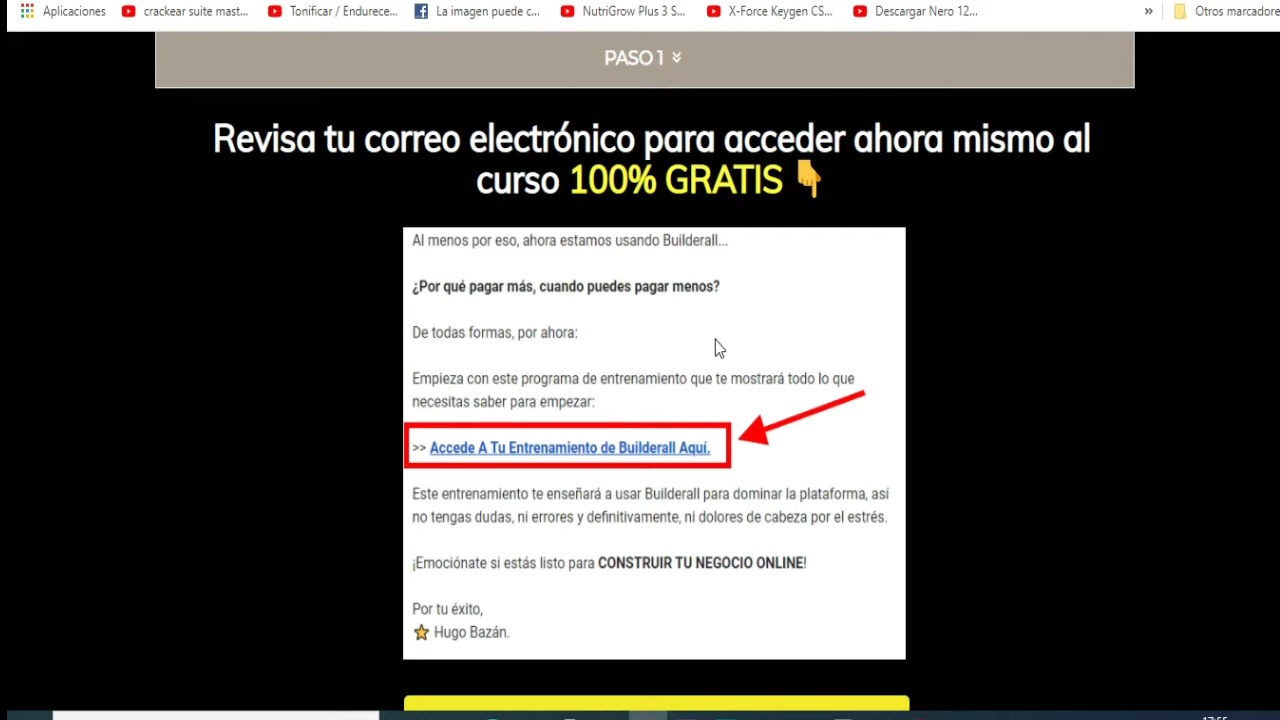 Aplicaciones
crackear suite mast...
Tonificar / Endurece...
La imagen puede c...
NutriGrow Plus 3 S...
X-Force Keygen CS...
Descargar Nero 12...
»
Otros marcadore
PASO 1
Revisa tu correo electrónico para acceder ahora mismo al
curso 100% GRATIS
Al menos por eso, ahora estamos usando Builderall...
¿Por qué pagar más, cuando puedes pagar menos?
De todas formas, por ahora:
Empieza con este programa de entrenamiento que te mostrará todo lo que
necesitas saber para empezar:
>> Accede A Tu Entrenamiento de Builderall Aquí.
Este entrenamiento te enseñará a usar Builderall para dominar la plataforma, así
no tengas dudas, ni errores y definitivamente, ni dolores de cabeza por el estrés.
¡Emociónate si estás listo para CONSTRUIR TU NEGOCIO ONLINE!
Por tu éxito,
Hugo Bazán.